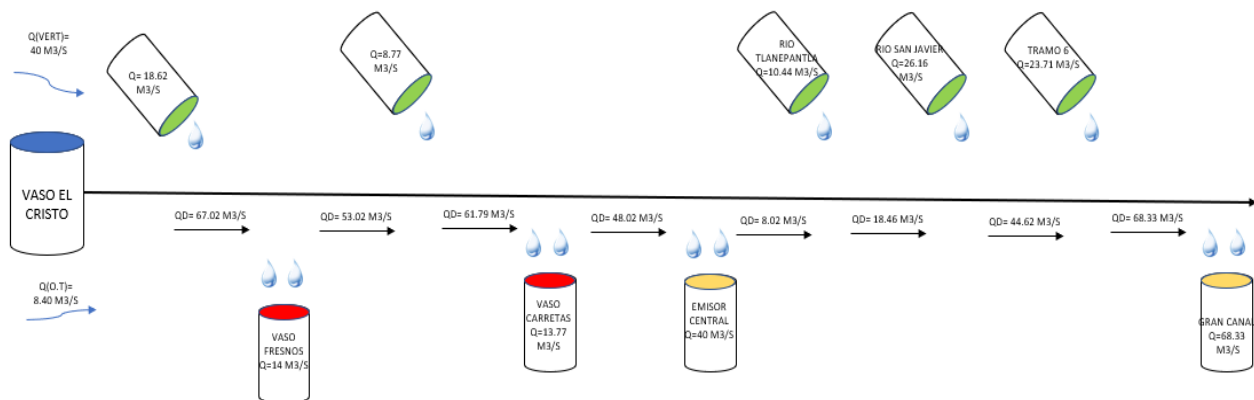 Q(VERT)=
40 M3/S
Q= 18.62
M3/S
Q=8.77
M3/S
RIO
TLANEPANTLA
Q=10.44 M3/S
RIO SAN JAVIER
Q=26.16
M3/S
TRAMO 6
Q=23.71 M3/S
VASO EL
CRISTO
QD= 67.02 M3/S
QD= 53.02 M3/S
QD= 61.79 M3/S
QD= 48.02 M3/S
QD= 8.02 M3/S
QD= 18.46 M3/S
QD= 44.62 M3/S
QD= 68.33 M3/S
Q(O.T)=
8.40 M3/S
VASO
FRESNOS
Q=14 M3/S
VASO
CARRETAS
Q=13.77
M3/S
EMISOR
CENTRAL
Q=40 M3/S
GRAN CANAL
Q=68.33
M3/S